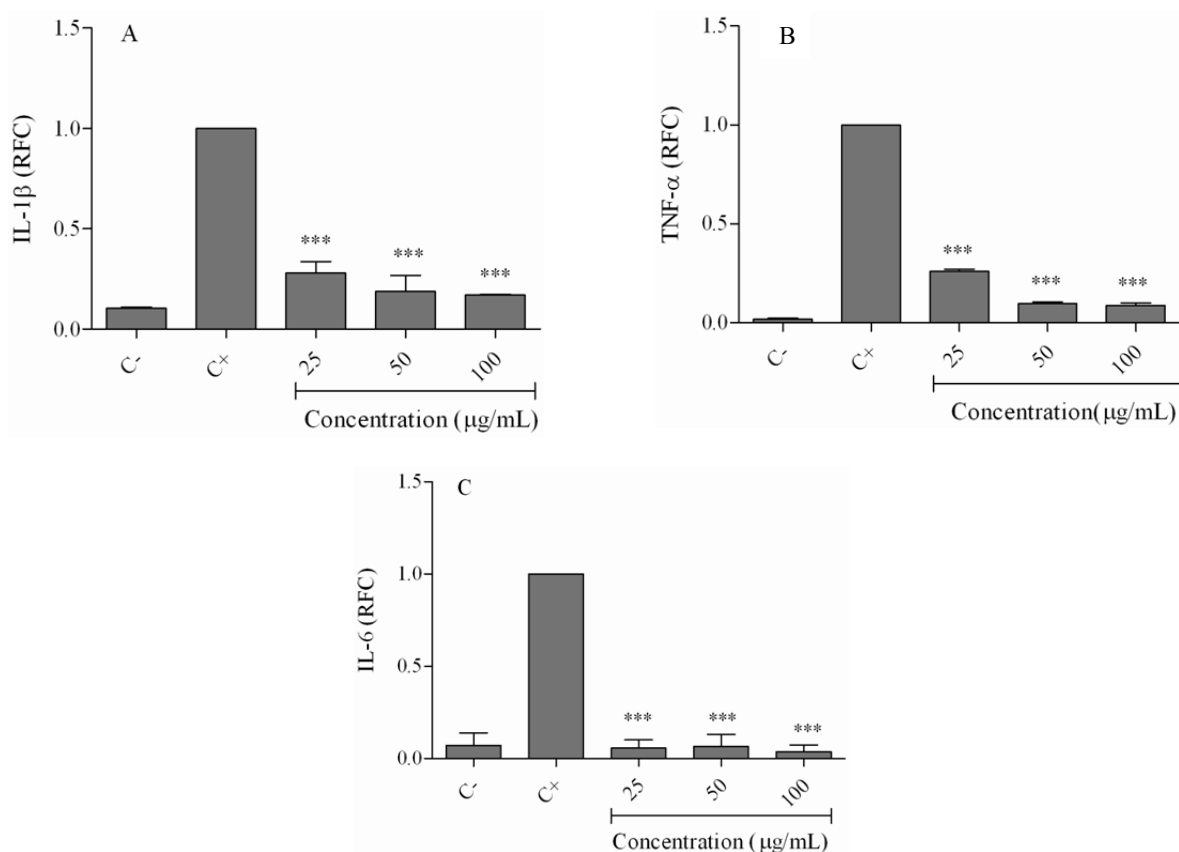 A
IL-1β (RFC)
1.5
1.0
0.5
0.0
***
***
***
C-
C+
25
50
100
Concentration (μg/mL)
B
TNF-α (RFC)
1.5
1.0
0.5
0.0
***
***
***
C-
C+
25
50
100
Concentration(μg/mL)
C
IL-6 (RFC)
1.5
1.0
0.5
0.0
***
***
***
C-
C+
25
50
100
Concentration (μg/mL)